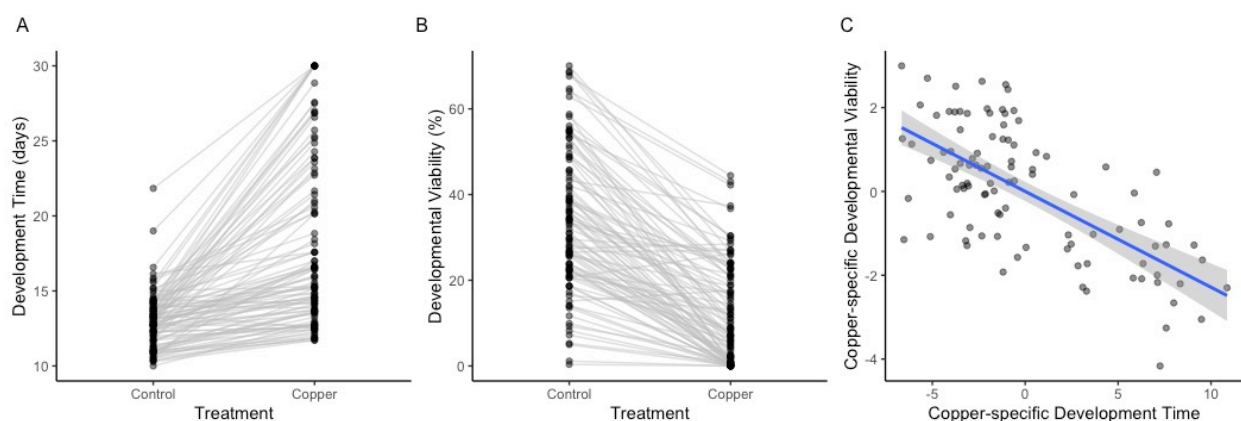 A
Development Time (days)
30
25
20
15
10
Control
Copper
Treatment
B
Developmental Viability (%)
60
40
20
0
Control
Copper
Treatment
C
Copper-specific Developmental Viability
2
0
-2
-4
-5
0
5
10
Copper-specific Development Time